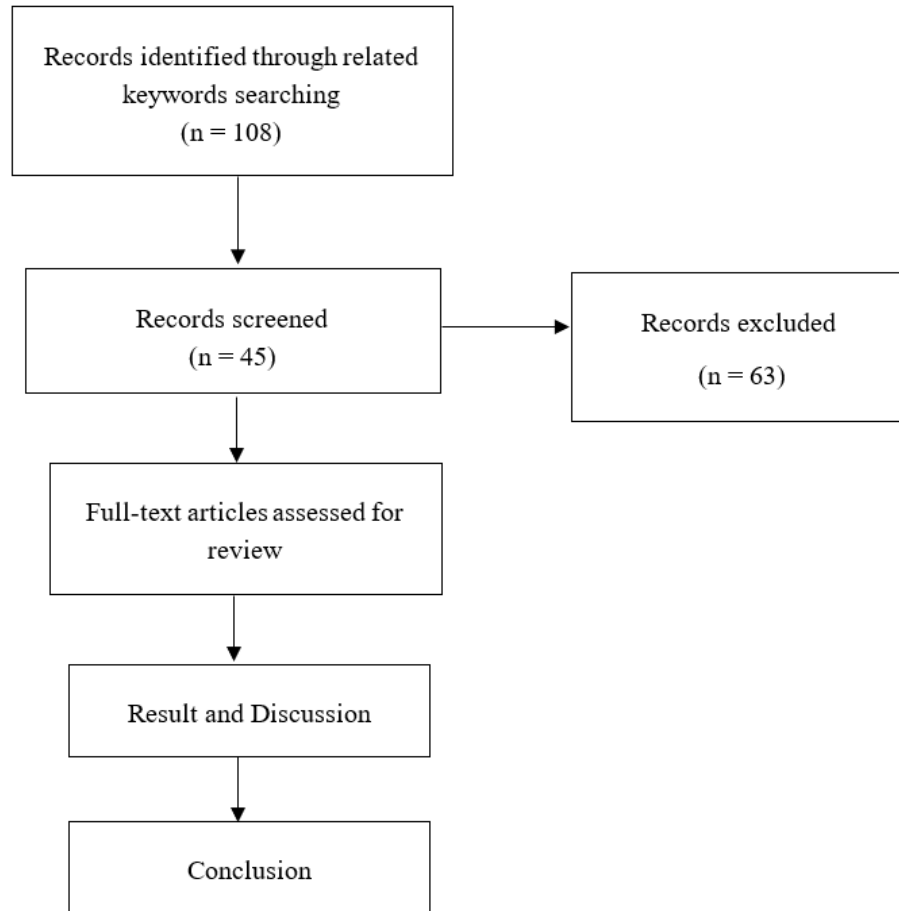 Records identified through related
keywords searching
(n = 108)
Records screened
(n = 45)
Records excluded
(n = 63)
Full-text articles assessed for
review
Result and Discussion
Conclusion